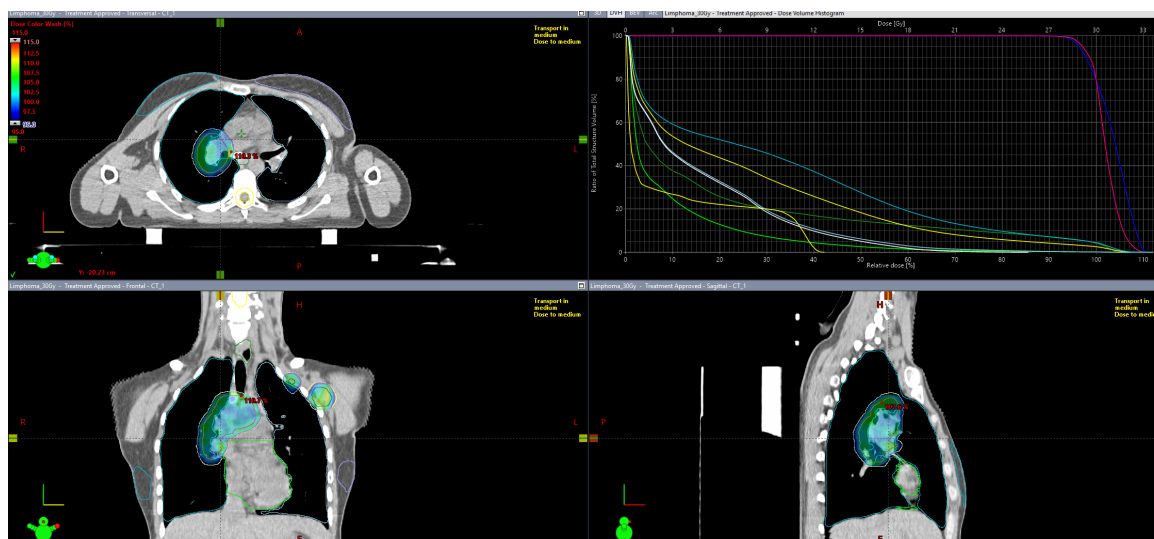 Limphoma_30Gy - Treatment Approved - Transversal - CT_1
Dose Color Wash [%]
115.0
115.0
112.5
110.0
107.5
105.0
102.5
100.0
97.5
95.0
Transport in
medium
Dose to medium
A
R
L
P
Y: -20.23 cm
3D DVH BEV Arc Limphoma_30Gy - Treatment Approved - Dose Volume Histogram
Dose [Gy]
0 3 6 9 12 15 18 21 24 27 30 33
Ratio of Total Structure Volume [%]
100
80
60
40
20
0
0 10 20 30 40 50 60 70 80 90 100 110
Relative dose [%]
Limphoma_30Gy - Treatment Approved - Frontal - CT_1
Transport in
medium
Dose to medium
H
R
L
Limphoma_30Gy - Treatment Approved - Sagittal - CT_1
Transport in
medium
Dose to medium
H
P